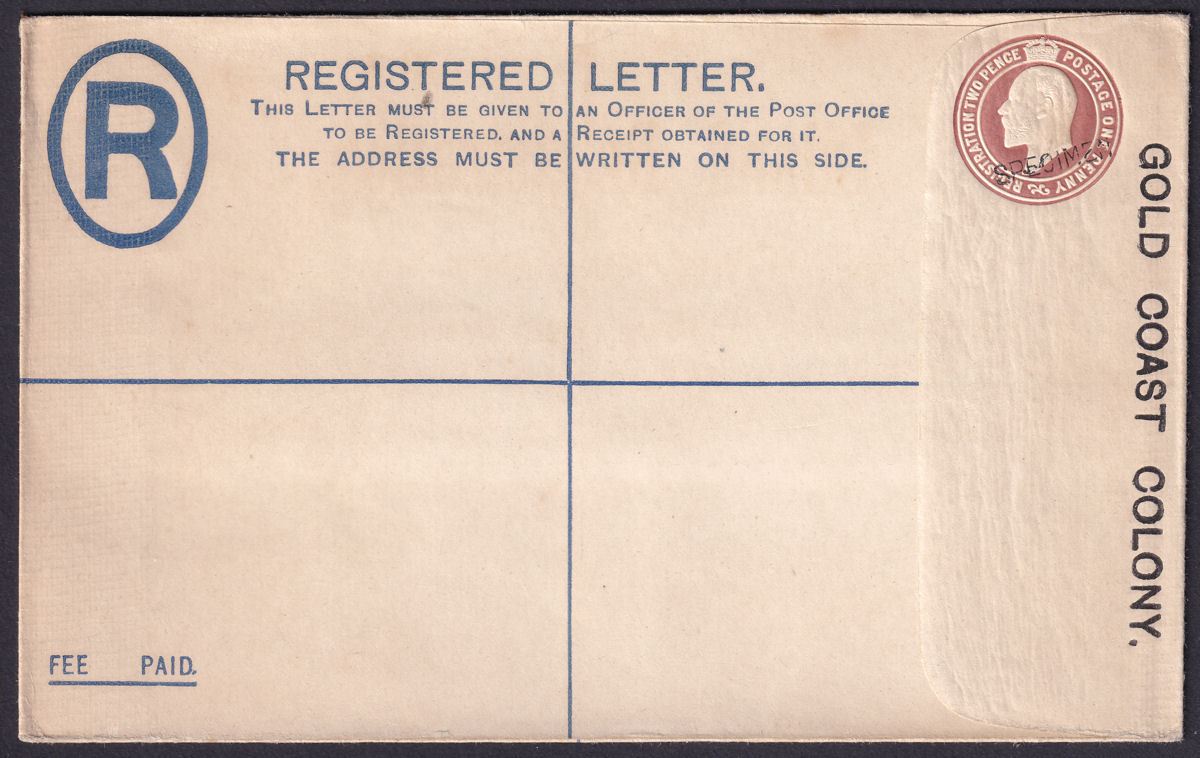 R
REGISTERED LETTER.
THIS LETTER MUST BE GIVEN TO AN OFFICER OF THE POST OFFICE
TO BE REGISTERED, AND A RECEIPT OBTAINED FOR IT.
THE ADDRESS MUST BE WRITTEN ON THIS SIDE.
REGISTRATION TWO PENCE
POSTAGE ONE PENNY
SPECIMEN
GOLD COAST COLONY.
FEE PAID.